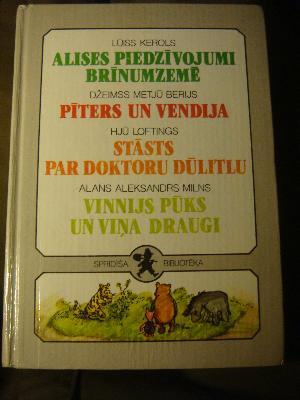 LŪISS KEROLS
ALISES PIEDZĪVOJUMI
BRĪNUMZEMĒ
DŽEIMSS METJŪ BERIJS
PĪTERS UN VENDIJA
HJŪ LOFTINGS
STĀSTS
PAR DOKTORU DŪLITLU
ALANS ALEKSANDRS MILNS
VINNIJS PŪKS
UN VIŅA DRAUGI
SPRĪDĪŠA BIBLIOTĒKA